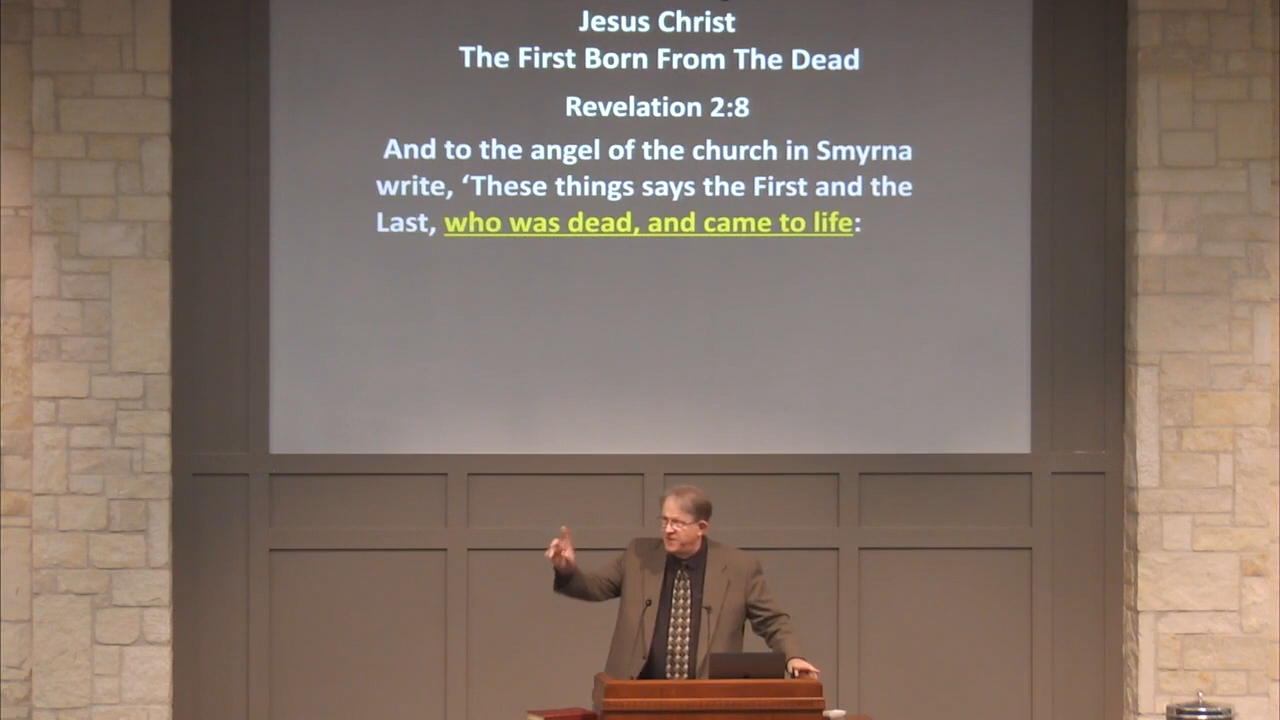 Jesus Christ
The First Born From The Dead
Revelation 2:8
And to the angel of the church in Smyrna
write, ‘These things says the First and the
Last, who was dead, and came to life: